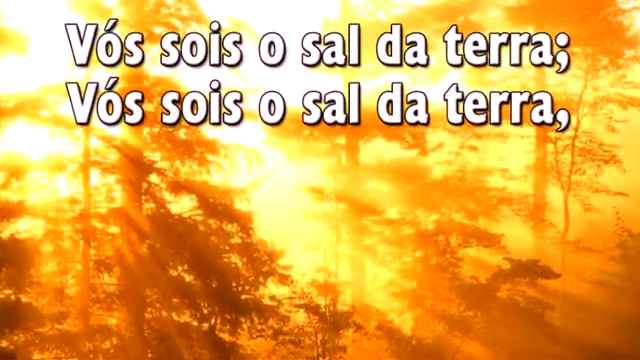 Vós sois o sal da terra;
Vós sois o sal da terra,